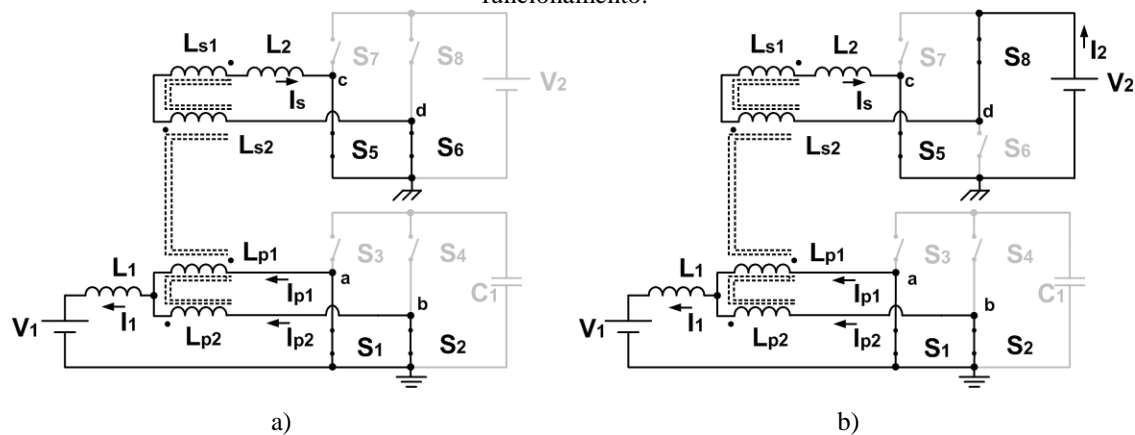 funcionamento.
Ls1 L2 S7 S8
V2
c
Is
d
Ls2 S5 S6
Lp1 S3 S4
L1 a
Ip1 C1
b
V1 I1
Lp2 Ip2 S1 S2
a)
Ls1 L2 S7 S8 I2
V2
c
Is
d
Ls2 S5 S6
Lp1 S3 S4
L1 a
Ip1 C1
b
V1 I1
Lp2 Ip2 S1 S2
b)